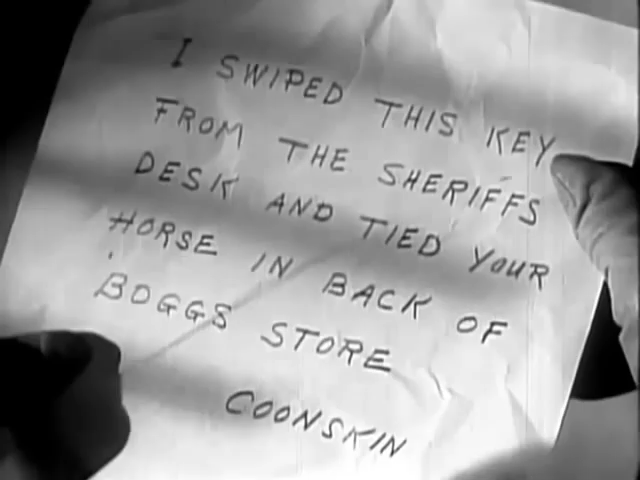 I SWIPED THIS KEY
FROM THE SHERIFFS
DESK AND TIED YOUR
HORSE IN BACK OF
BOGGS STORE
COONSKIN